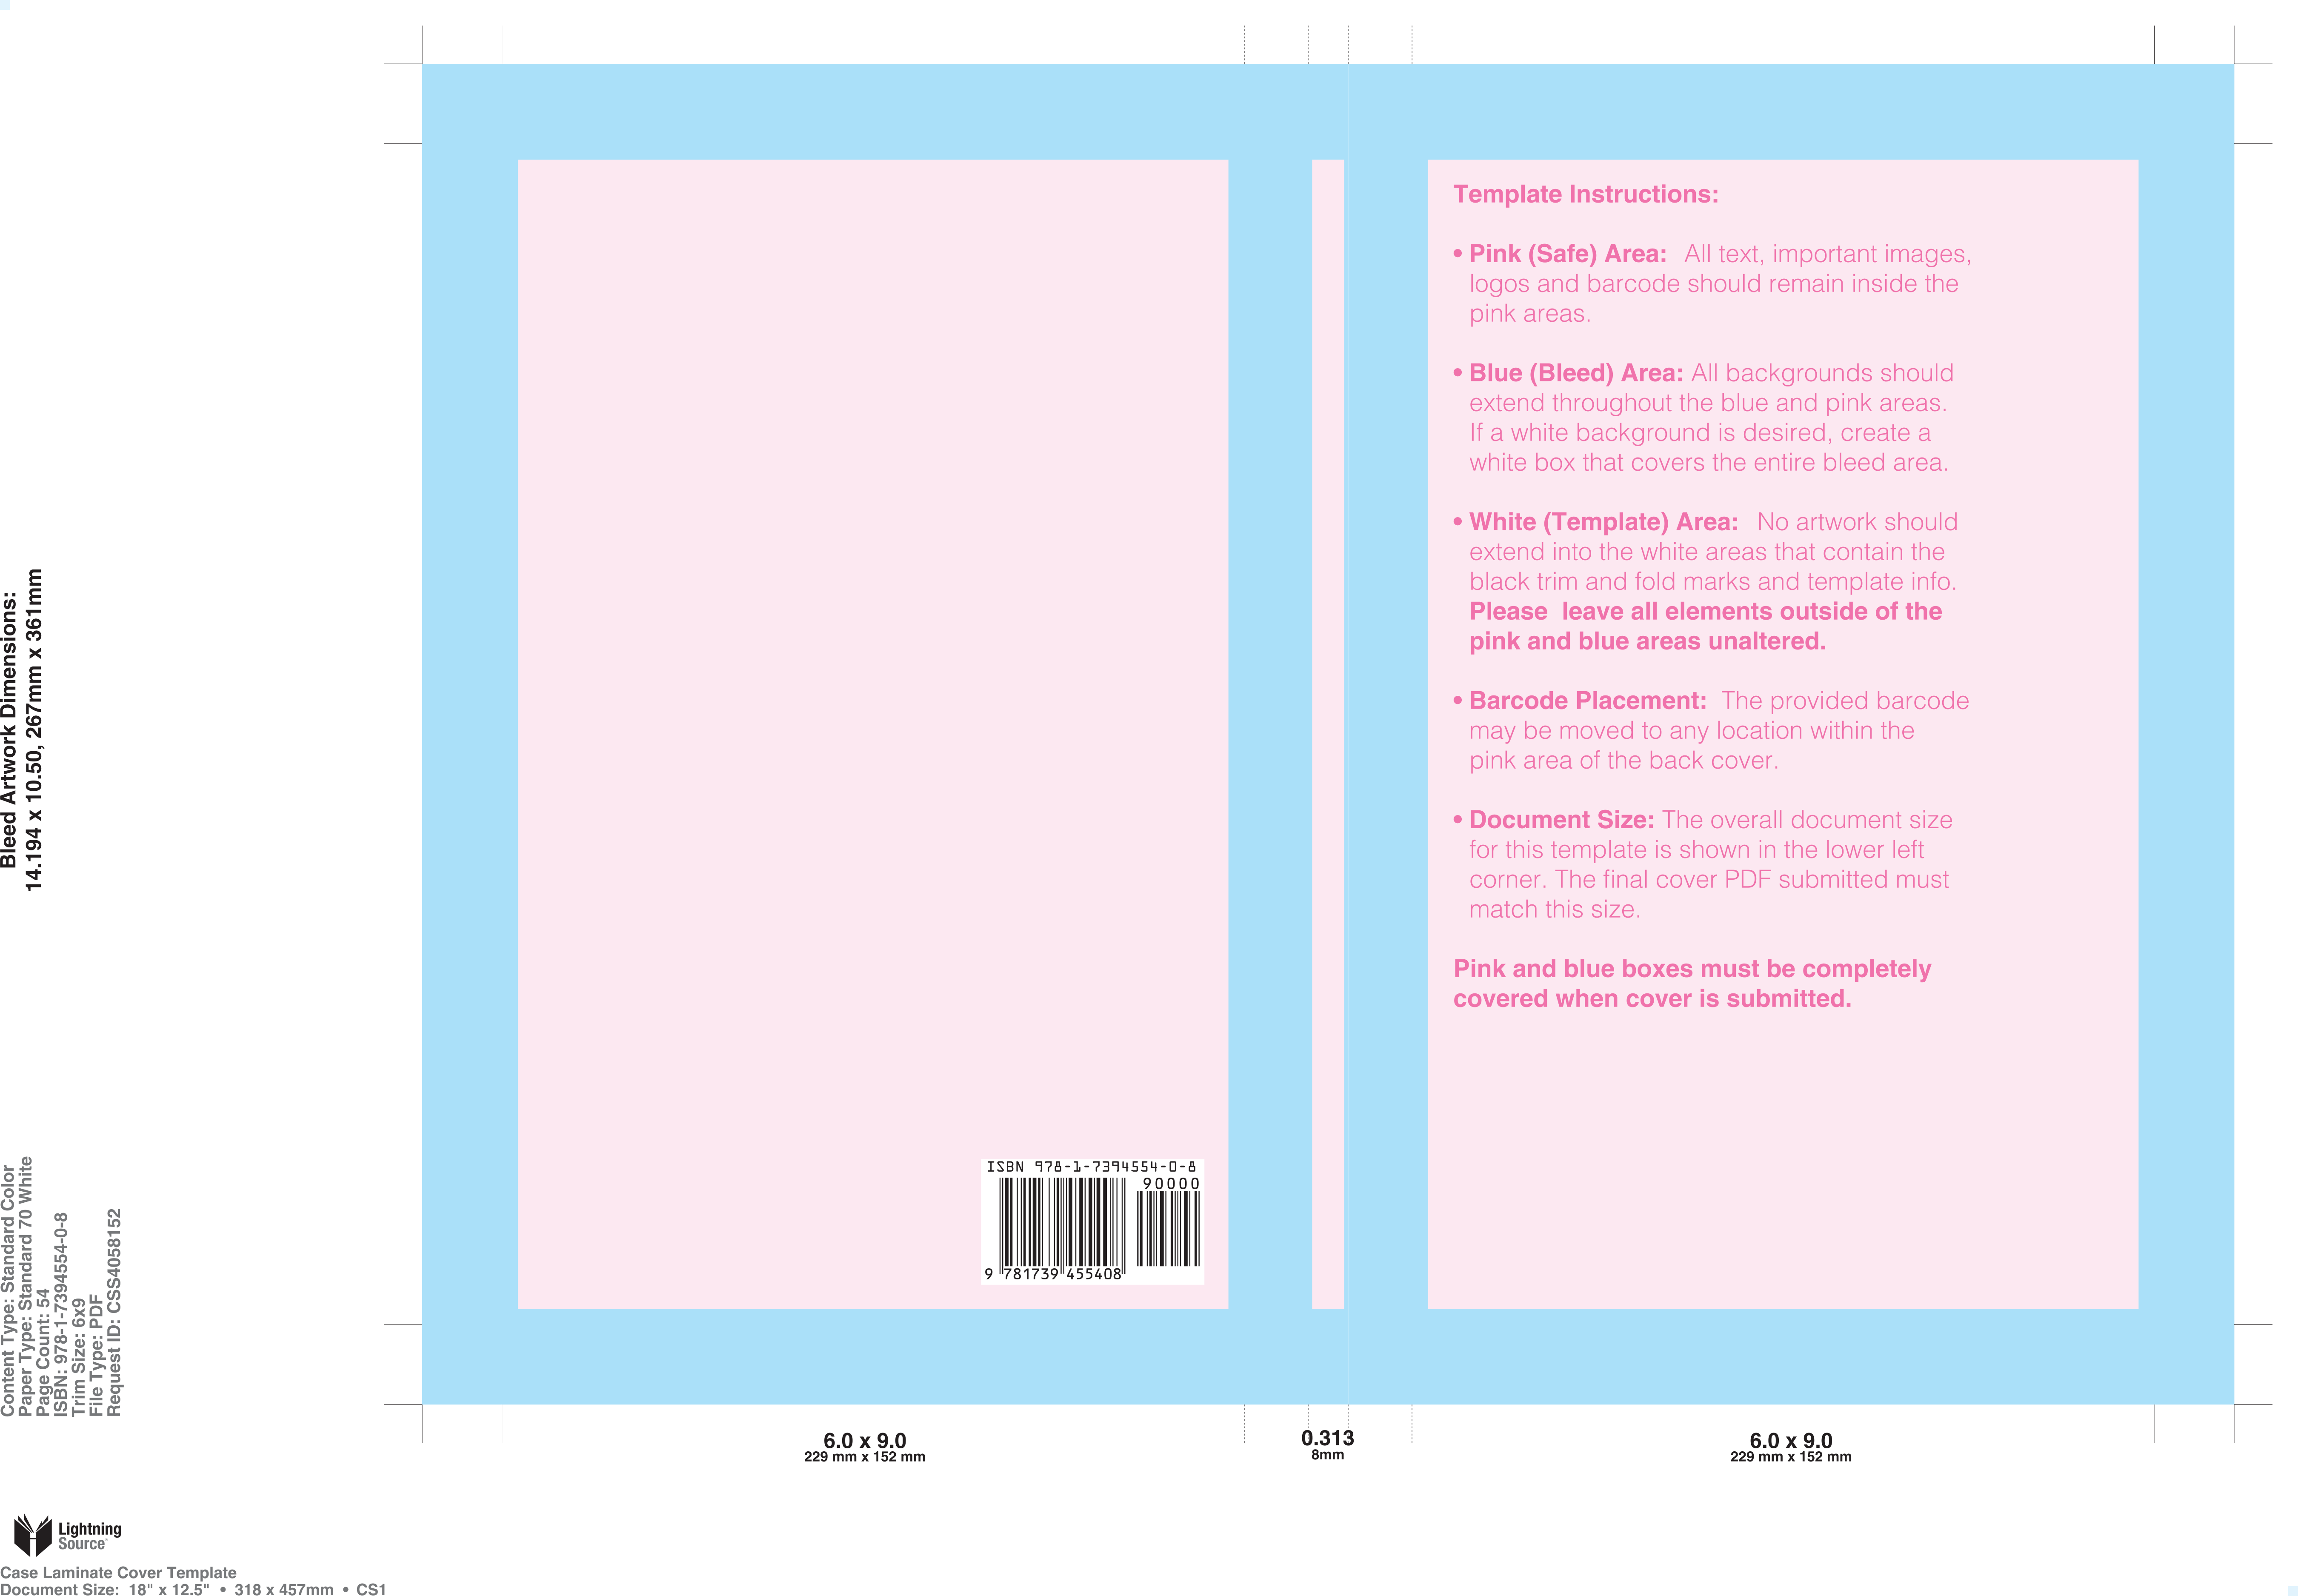 Template Instructions:
• Pink (Safe) Area: All text, important images,
logos and barcode should remain inside the
pink areas.
• Blue (Bleed) Area: All backgrounds should
extend throughout the blue and pink areas.
If a white background is desired, create a
white box that covers the entire bleed area.
• White (Template) Area: No artwork should
extend into the white areas that contain the
black trim and fold marks and template info.
Please leave all elements outside of the
pink and blue areas unaltered.
• Barcode Placement: The provided barcode
may be moved to any location within the
pink area of the back cover.
• Document Size: The overall document size
for this template is shown in the lower left
corner. The final cover PDF submitted must
match this size.
Pink and blue boxes must be completely
covered when cover is submitted.
Bleed Artwork Dimensions:
14.194 x 10.50, 267mm x 361mm
Content Type: Standard Color
Paper Type: Standard 70 White
Page Count: 54
ISBN: 978-1-7394554-0-8
Trim Size: 6x9
File Type: PDF
Request ID: CSS4058152
ISBN 978-1-7394554-0-8
90000
9 781739 455408
6.0 x 9.0
229 mm x 152 mm
0.313
8mm
6.0 x 9.0
229 mm x 152 mm
Lightning
Source
Case Laminate Cover Template
Document Size: 18" x 12.5" • 318 x 457mm • CS1